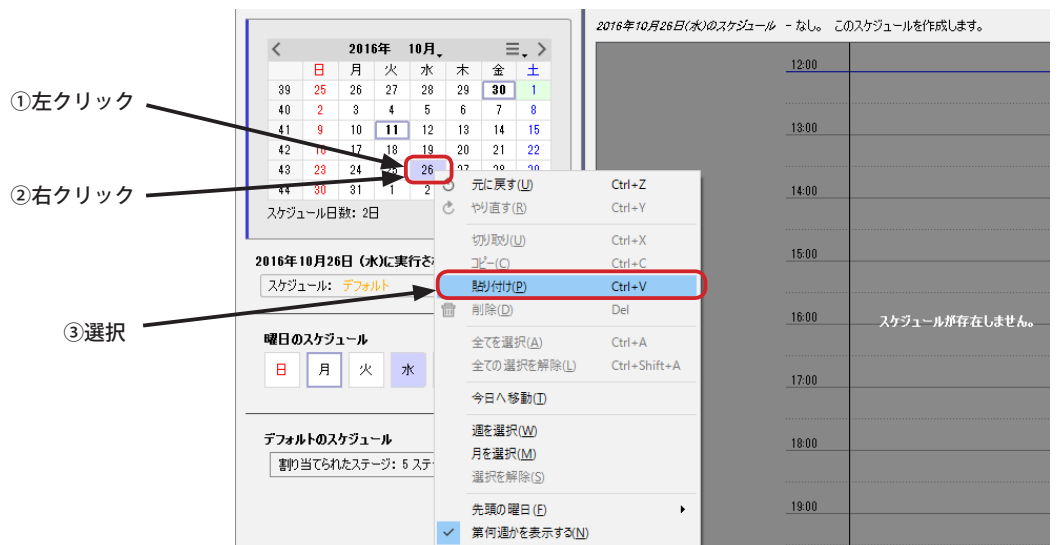 2016年10月26日(水)のスケジュール - なし。 このスケジュールを作成します。
2016年 10月
日 月 火 水 木 金 土
39 25 26 27 28 29 30 1
40 2 3 4 5 6 7 8
41 9 10 11 12 13 14 15
42 16 17 18 19 20 21 22
43 23 24 25 26 27 28 29
44 30 31 1 2
スケジュール日数: 2日
①左クリック
②右クリック
③選択
2016年10月26日 (水)に実行さ
スケジュール: デフォルト
曜日のスケジュール
日 月 火 水
デフォルトのスケジュール
割り当てられたステージ: 5 ステ
元に戻す(U) Ctrl+Z
やり直す(R) Ctrl+Y
切り取り(U) Ctrl+X
コピー(C) Ctrl+C
貼り付け(P) Ctrl+V
削除(D) Del
全てを選択(A) Ctrl+A
全ての選択を解除(L) Ctrl+Shift+A
今日へ移動(T)
週を選択(W)
月を選択(M)
選択を解除(S)
先頭の曜日(F)
第何週かを表示する(N)
12:00
13:00
14:00
15:00
16:00
スケジュールが存在しません。
17:00
18:00
19:00